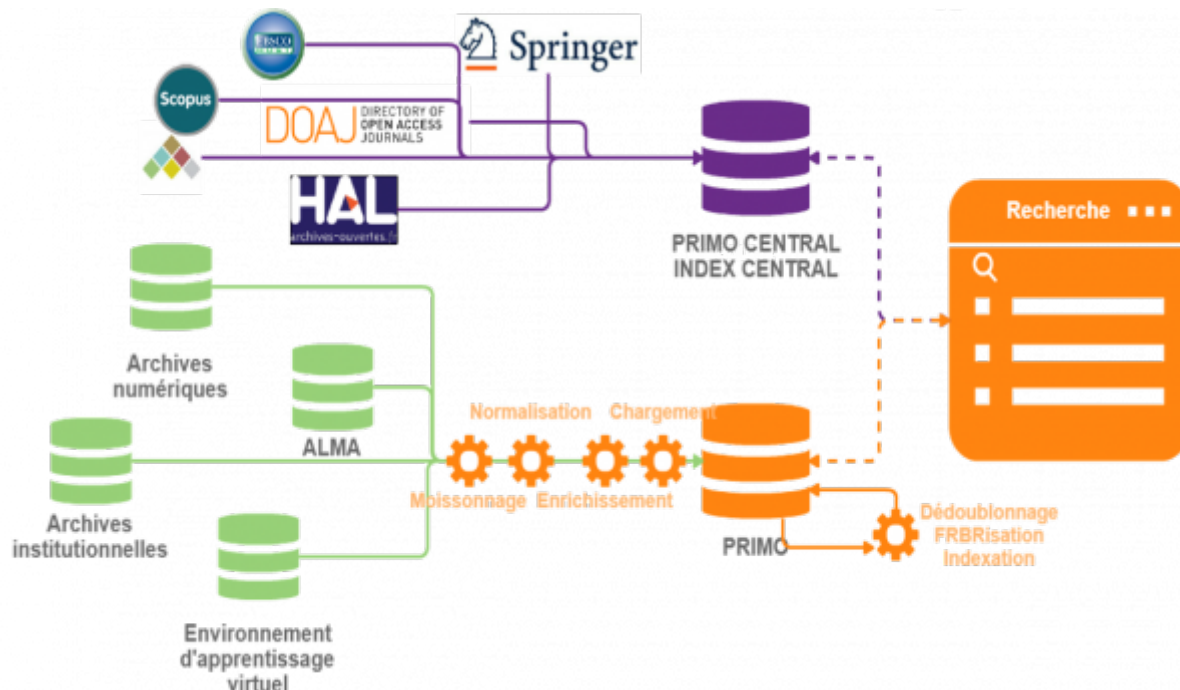 Springer
Scopus
DOAJ
DIRECTORY OF
OPEN ACCESS
JOURNALS
HAL
archives-ouvertes.fr
PRIMO CENTRAL
INDEX CENTRAL
Recherche
Archives
numériques
ALMA
Normalisation
Chargement
Moissonnage
Enrichissement
Archives
institutionnelles
PRIMO
Dédoublonnage
FRBRisation
Indexation
Environnement
d'apprentissage
virtuel